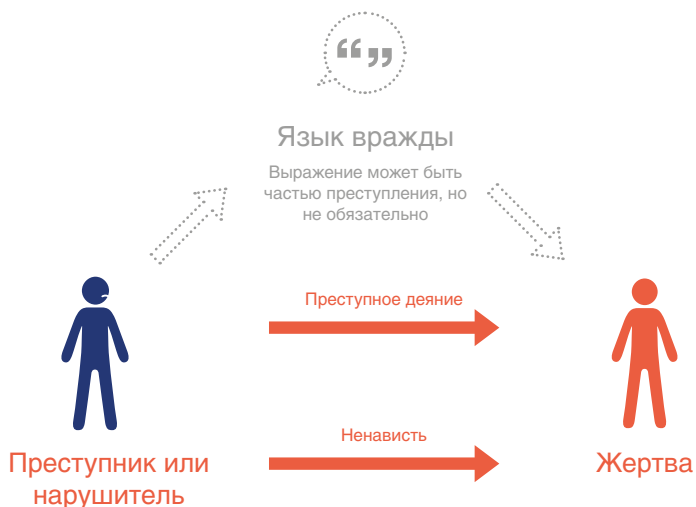 “„
Язык вражды
Выражение может быть
частью преступления, но
не обязательно
Преступное деяние
Ненависть
Преступник или
нарушитель
Жертва